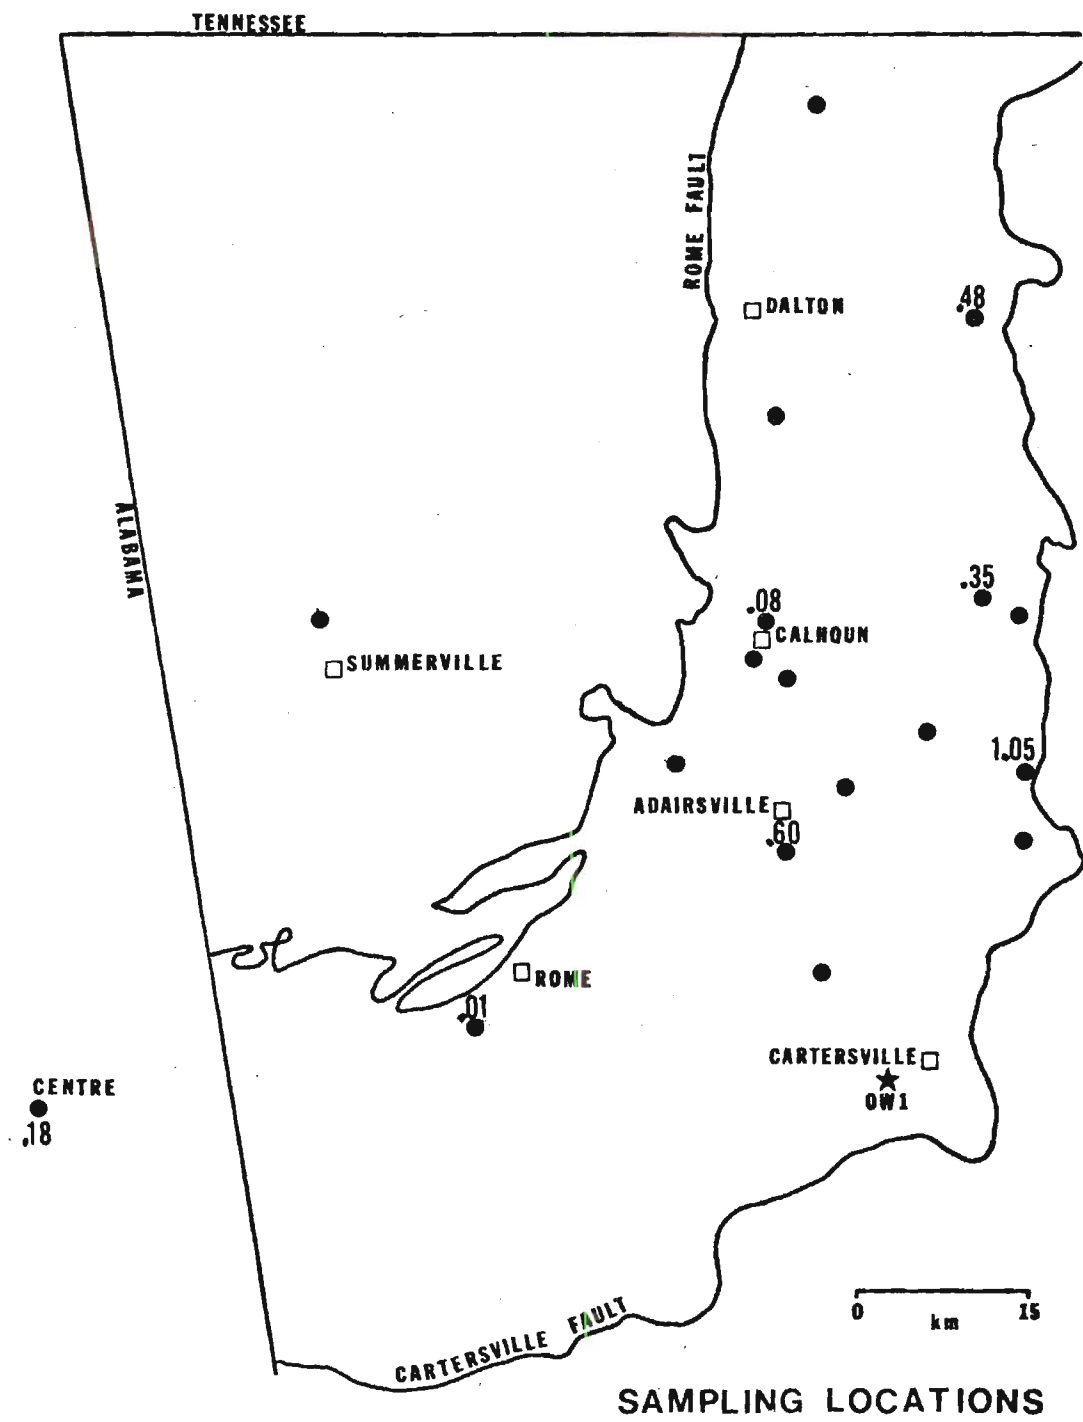 TENNESSEE
ROME FAULT
DALTON
.48
ALABAMA
.35
.08
CALHOUN
SUMMERVILLE
1.05
ADAIRSVILLE
.60
ROME
.01
CARTERSVILLE
OW1
CENTRE
.18
0 15
km
CARTERSVILLE FAULT
SAMPLING LOCATIONS